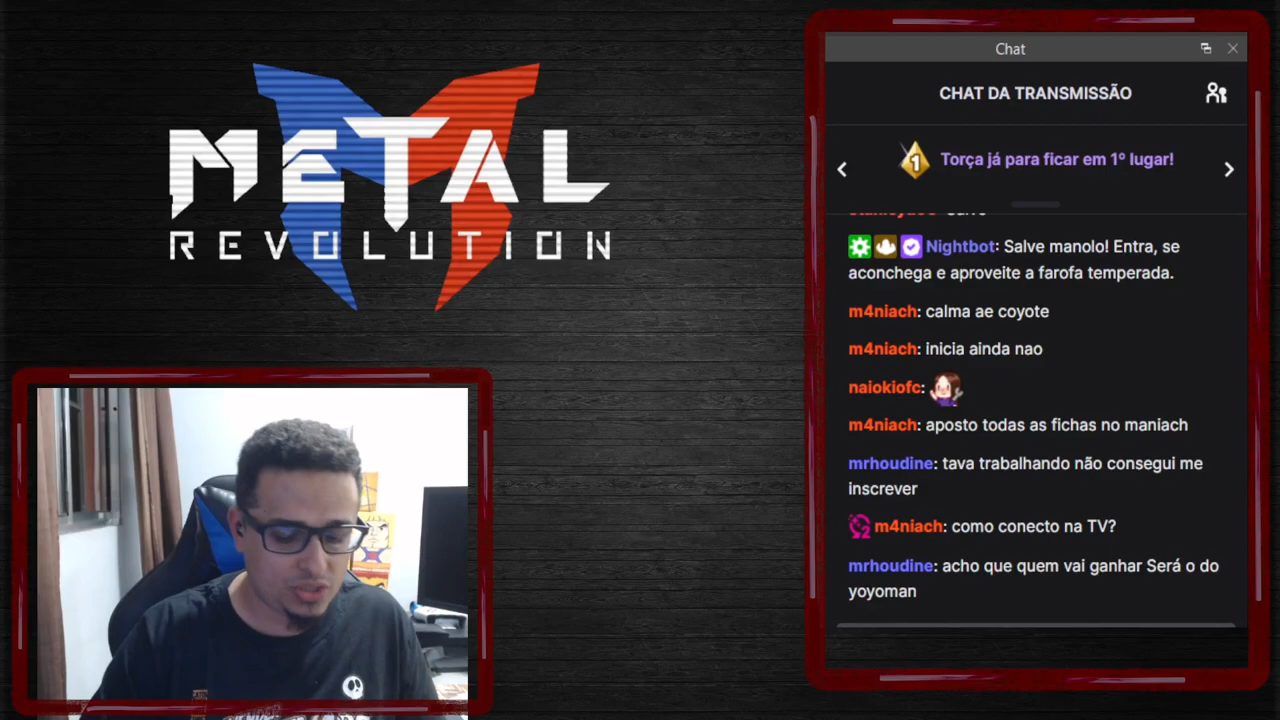 METAL
REVOLUTION
Chat
CHAT DA TRANSMISSÃO
1
Torça já para ficar em 1º lugar!
Nightbot: Salve manolo! Entra, se
aconchega e aproveite a farofa temperada.
m4niach: calma ae coyote
m4niach: inicia ainda nao
naiokiofc:
m4niach: aposto todas as fichas no maniach
mrhoudine: tava trabalhando não consegui me
inscrever
2 m4niach: como conecto na TV?
mrhoudine: acho que quem vai ganhar Será o do
yoyoman